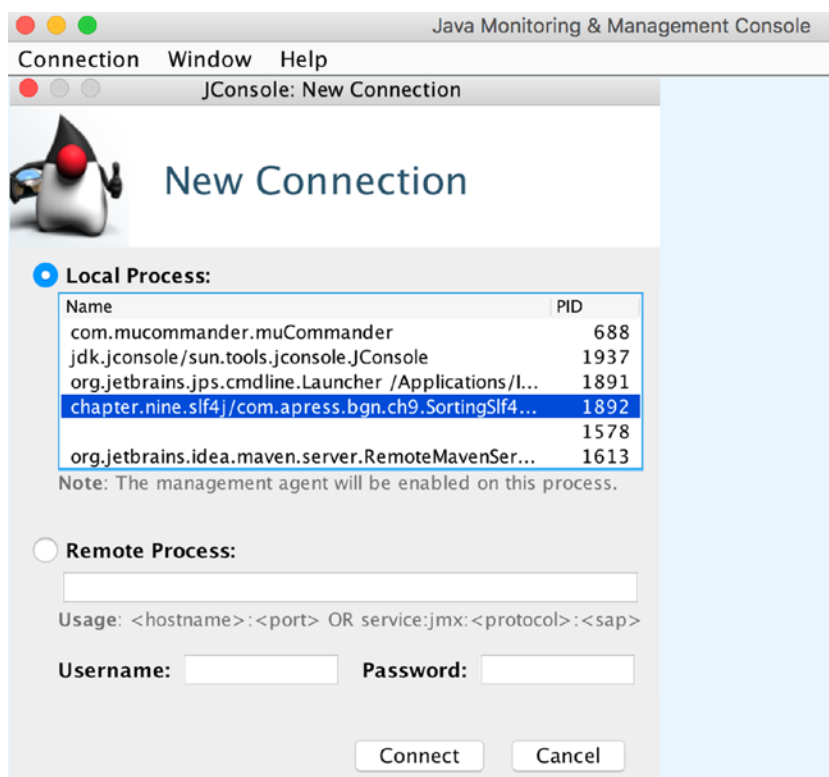 Java Monitoring & Management Console
Connection Window Help
JConsole: New Connection
New Connection
Local Process:
Name PID
com.mucommander.muCommander 688
jdk.jconsole/sun.tools.jconsole.JConsole 1937
org.jetbrains.jps.cmdline.Launcher /Applications/I... 1891
chapter.nine.slf4j/com.apress.bgn.ch9.SortingSlf4... 1892
1578
org.jetbrains.idea.maven.server.RemoteMavenSer... 1613
Note: The management agent will be enabled on this process.
Remote Process:
Usage: <hostname>:<port> OR service:jmx:<protocol>:<sap>
Username: Password:
Connect Cancel